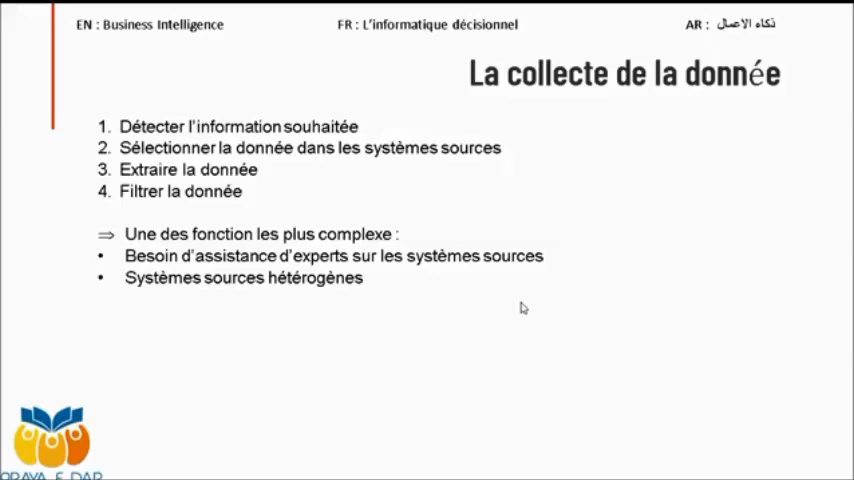 EN : Business Intelligence
FR : L'informatique décisionnel
AR : ذكاء الاعمال
La collecte de la donnée
1. Détecter l'information souhaitée
2. Sélectionner la donnée dans les systèmes sources
3. Extraire la donnée
4. Filtrer la donnée
⇒ Une des fonction les plus complexe :
• Besoin d'assistance d'experts sur les systèmes sources
• Systèmes sources hétérogènes